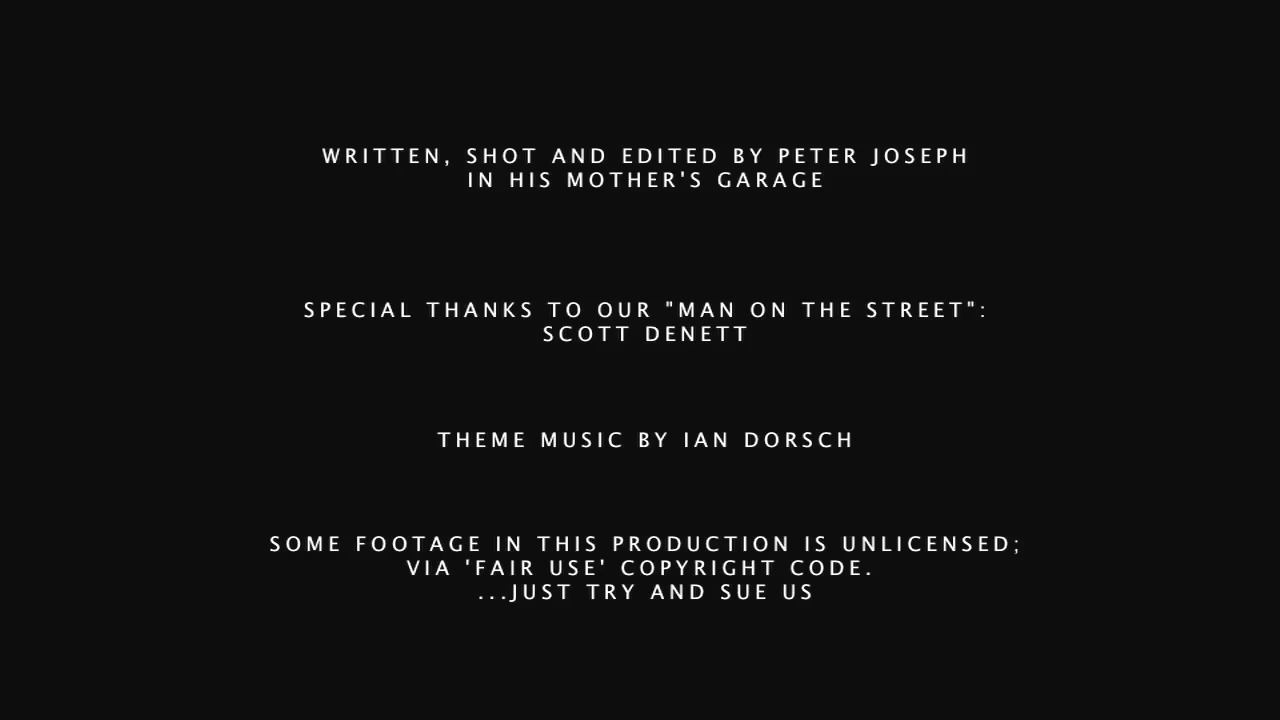 WRITTEN, SHOT AND EDITED BY PETER JOSEPH
IN HIS MOTHER'S GARAGE
SPECIAL THANKS TO OUR "MAN ON THE STREET":
SCOTT DENETT
THEME MUSIC BY IAN DORSCH
SOME FOOTAGE IN THIS PRODUCTION IS UNLICENSED;
VIA 'FAIR USE' COPYRIGHT CODE.
...JUST TRY AND SUE US